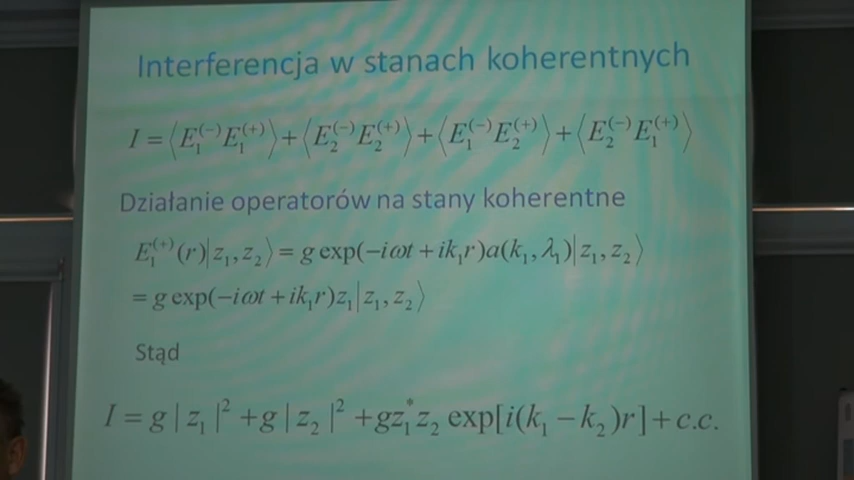 Interferencja w stanach koherentnych
I = ⟨E₁⁽⁻⁾E₁⁽⁺⁾⟩ + ⟨E₂⁽⁻⁾E₂⁽⁺⁾⟩ + ⟨E₁⁽⁻⁾E₂⁽⁺⁾⟩ + ⟨E₂⁽⁻⁾E₁⁽⁺⁾⟩
Działanie operatorów na stany koherentne
E₁⁽⁺⁾(r)|z₁, z₂⟩ = g exp(−iωt + ik₁r)a(k₁, λ₁)|z₁, z₂⟩
= g exp(−iωt + ik₁r)z₁|z₁, z₂⟩
Stąd
I = g | z₁ |² + g | z₂ |² + gz₁*z₂ exp[i(k₁ − k₂)r] + c.c.